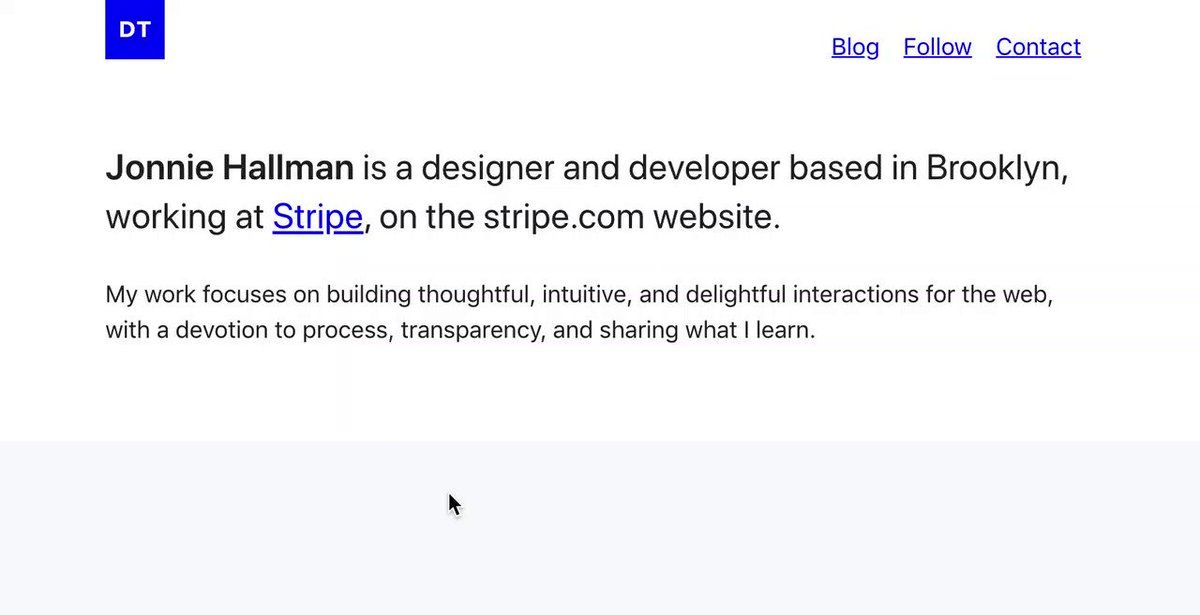 DT
Blog Follow Contact
Jonnie Hallman is a designer and developer based in Brooklyn,
working at Stripe, on the stripe.com website.
My work focuses on building thoughtful, intuitive, and delightful interactions for the web,
with a devotion to process, transparency, and sharing what I learn.